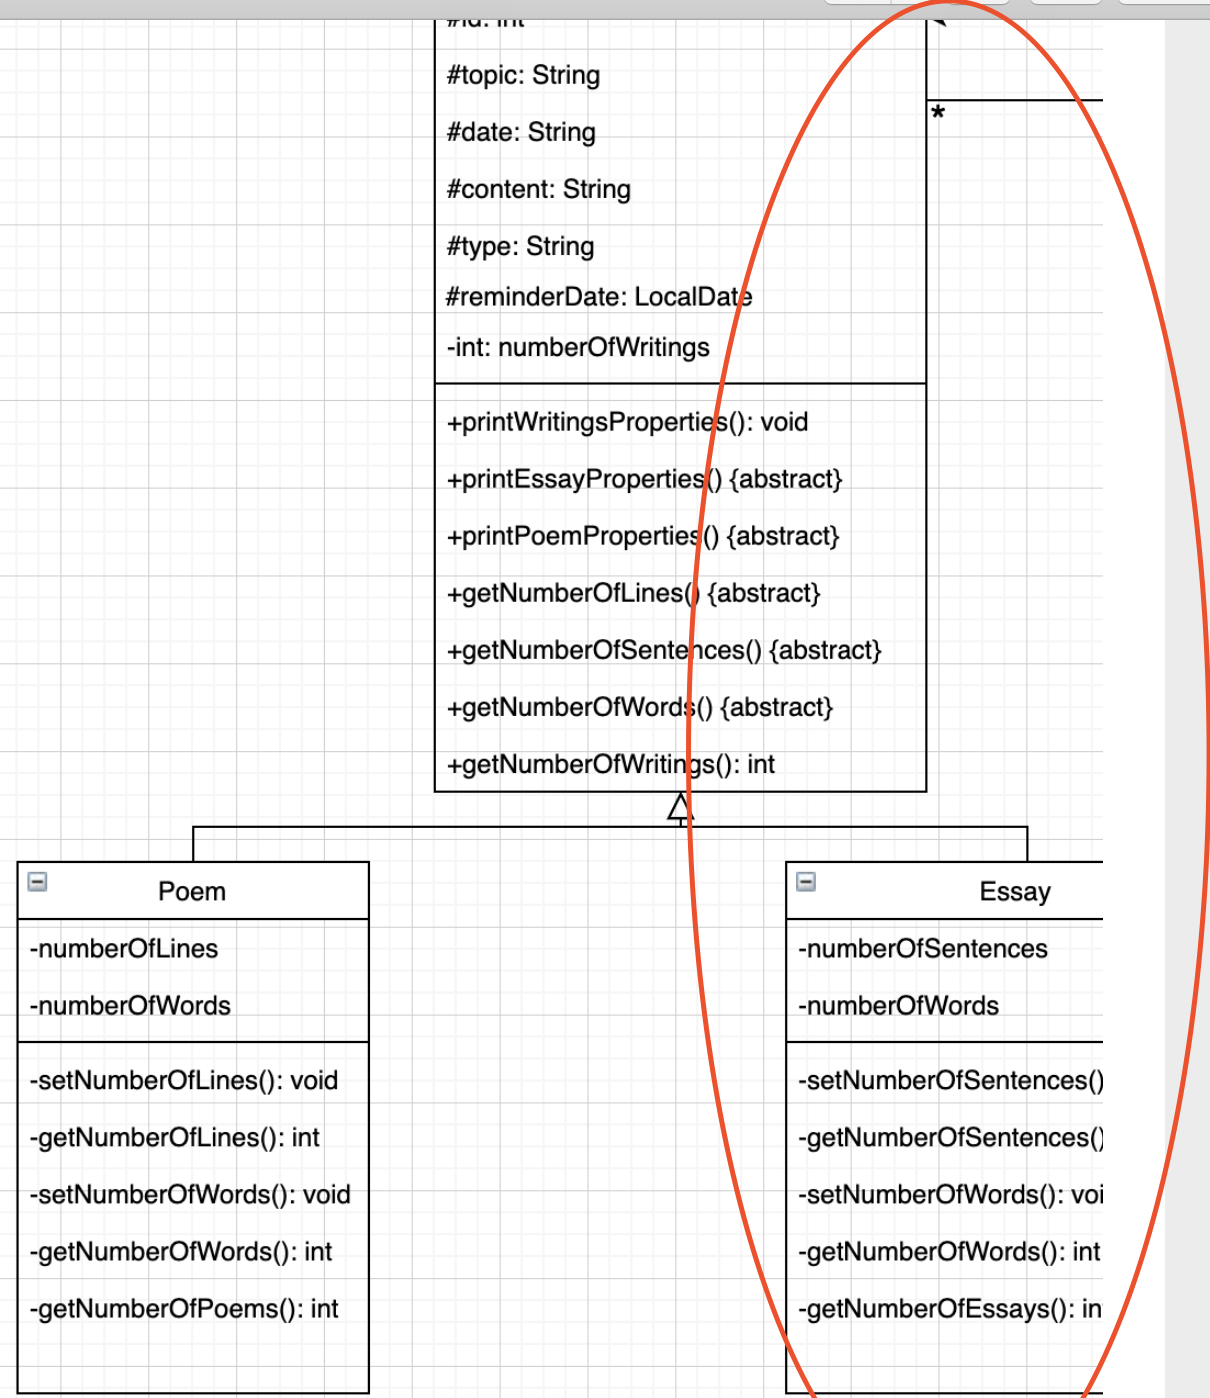 #id: int
#topic: String
*
#date: String
#content: String
#type: String
#reminderDate: LocalDate
-int: numberOfWritings
+printWritingsProperties(): void
+printEssayProperties() {abstract}
+printPoemProperties() {abstract}
+getNumberOfLines() {abstract}
+getNumberOfSentences() {abstract}
+getNumberOfWords() {abstract}
+getNumberOfWritings(): int
Poem
-numberOfLines
-numberOfWords
-setNumberOfLines(): void
-getNumberOfLines(): int
-setNumberOfWords(): void
-getNumberOfWords(): int
-getNumberOfPoems(): int
Essay
-numberOfSentences
-numberOfWords
-setNumberOfSentences()
-getNumberOfSentences()
-setNumberOfWords(): voi
-getNumberOfWords(): int
-getNumberOfEssays(): in